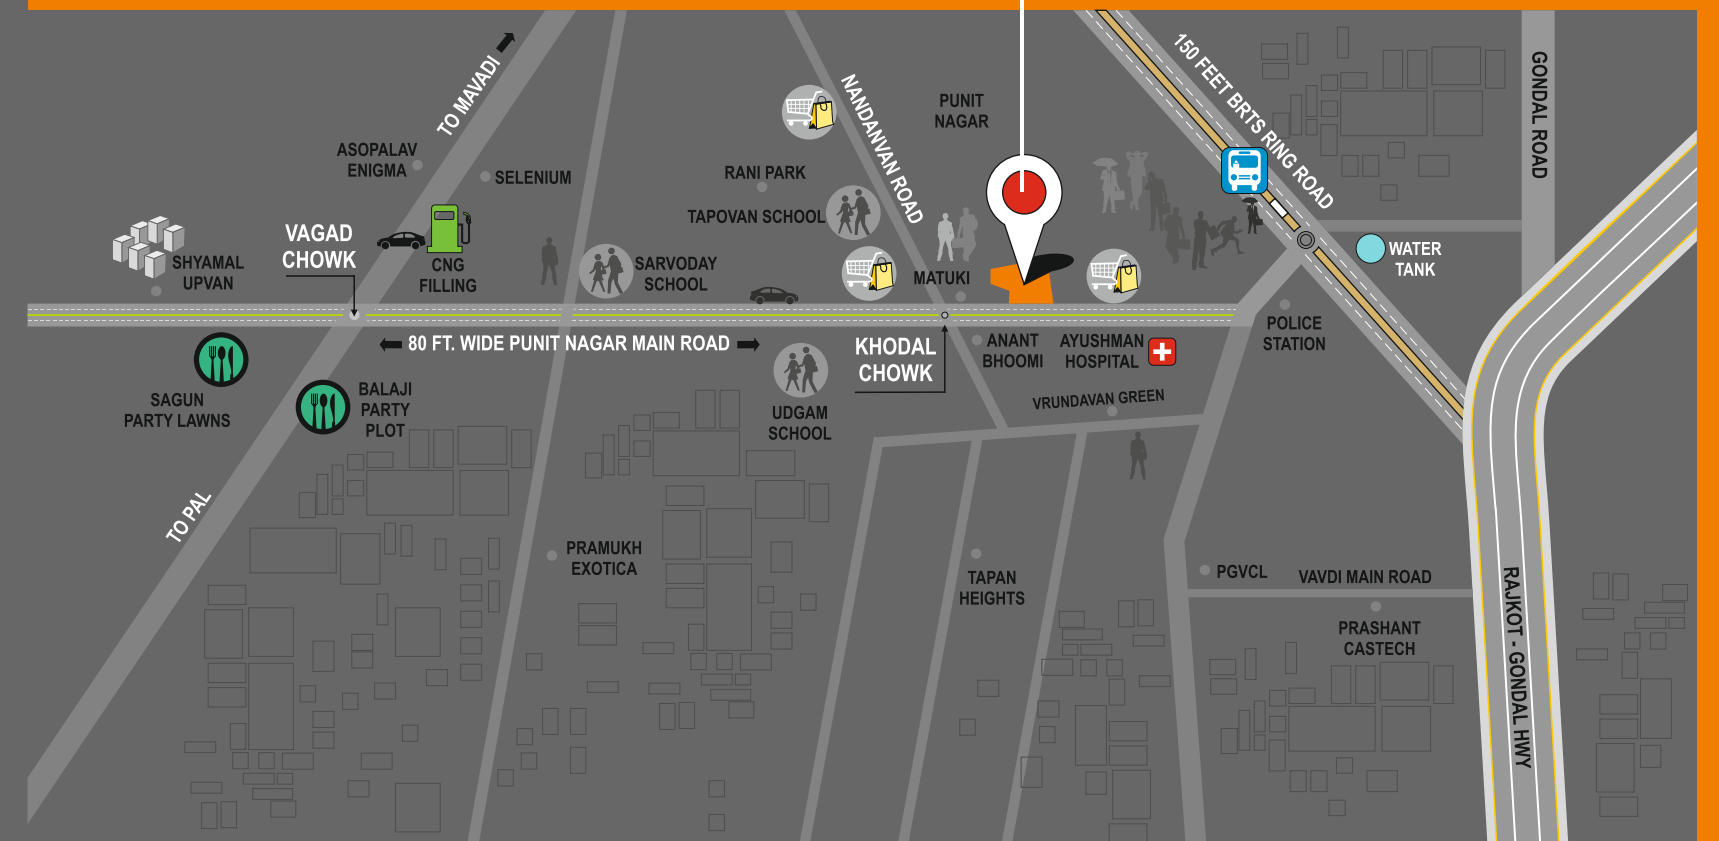 TO MAVADI
NANDANVAN ROAD
PUNIT
NAGAR
150 FEET BRTS RING ROAD
GONDAL ROAD
ASOPALAV
ENIGMA
SELENIUM
RANI PARK
TAPOVAN SCHOOL
VAGAD
CHOWK
SHYAMAL
UPVAN
CNG
FILLING
SARVODAY
SCHOOL
MATUKI
WATER
TANK
80 FT. WIDE PUNIT NAGAR MAIN ROAD
KHODAL
CHOWK
ANANT
BHOOMI
AYUSHMAN
HOSPITAL
POLICE
STATION
SAGUN
PARTY LAWNS
BALAJI
PARTY
PLOT
UDGAM
SCHOOL
VRUNDAVAN GREEN
TO PAL
PRAMUKH
EXOTICA
TAPAN
HEIGHTS
PGVCL
VAVDI MAIN ROAD
PRASHANT
CASTECH
RAJKOT - GONDAL HWY